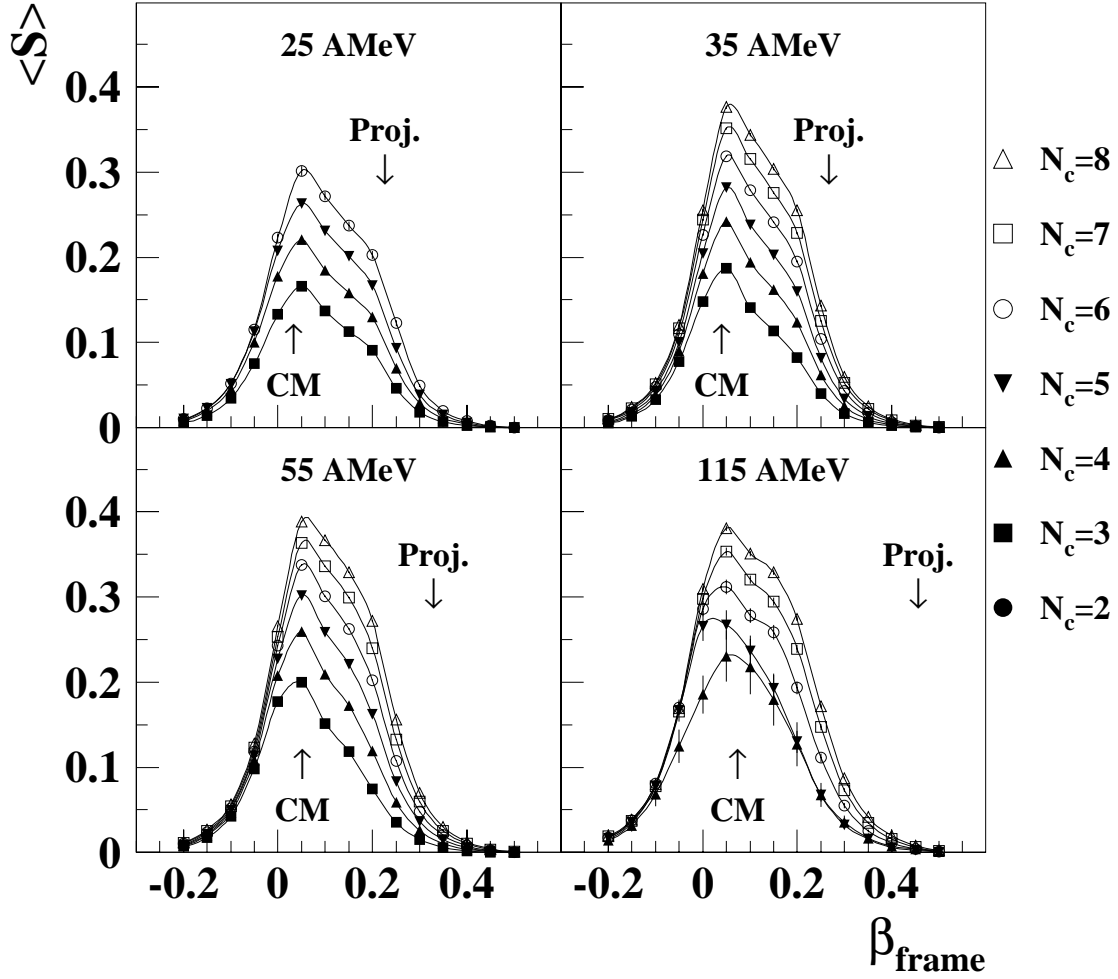 <S>
25 AMeV
35 AMeV
0.4
0.3
0.2
0.1
0
Proj.
↓
CM
↑
Proj.
↓
CM
↑
55 AMeV
115 AMeV
0.4
0.3
0.2
0.1
0
Proj.
↓
CM
↑
Proj.
↓
CM
↑
-0.2 0 0.2 0.4
-0.2 0 0.2 0.4
β_frame
△ N_c=8
□ N_c=7
○ N_c=6
▼ N_c=5
▲ N_c=4
■ N_c=3
● N_c=2